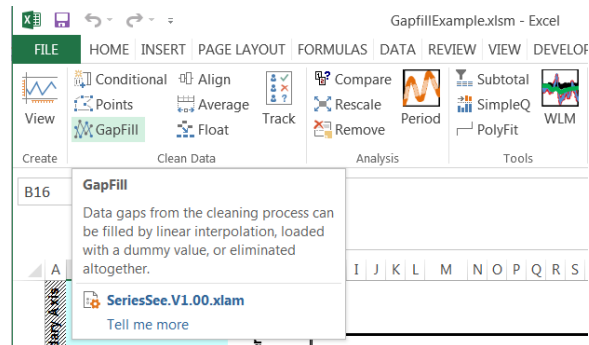 GapfillExample.xlsm - Excel
FILE HOME INSERT PAGE LAYOUT FORMULAS DATA REVIEW VIEW DEVELOP
View
Conditional Align
Points Average
GapFill Float
Track
Compare
Rescale
Remove
Period
Subtotal
SimpleQ
PolyFit
WLM
Create Clean Data Analysis Tools
B16
GapFill
Data gaps from the cleaning process can
be filled by linear interpolation, loaded
with a dummy value, or eliminated
altogether.
SeriesSee.V1.00.xlam
Tell me more
A I J K L M N O P Q R S
dary Axis